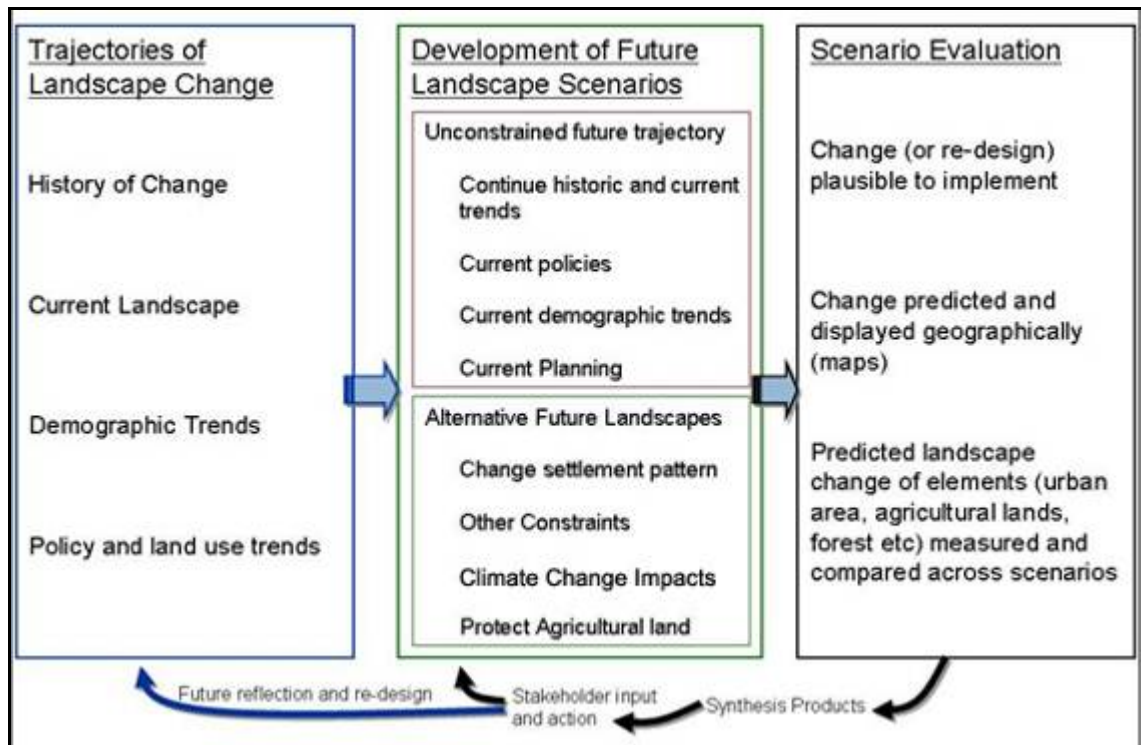 Trajectories of
Landscape Change
History of Change
Current Landscape
Demographic Trends
Policy and land use trends
Development of Future
Landscape Scenarios
Unconstrained future trajectory
Continue historic and current
trends
Current policies
Current demographic trends
Current Planning
Alternative Future Landscapes
Change settlement pattern
Other Constraints
Climate Change Impacts
Protect Agricultural land
Scenario Evaluation
Change (or re-design)
plausible to implement
Change predicted and
displayed geographically
(maps)
Predicted landscape
change of elements (urban
area, agricultural lands,
forest etc) measured and
compared across scenarios
Future reflection and re-design
Stakeholder input
and action
Synthesis Products